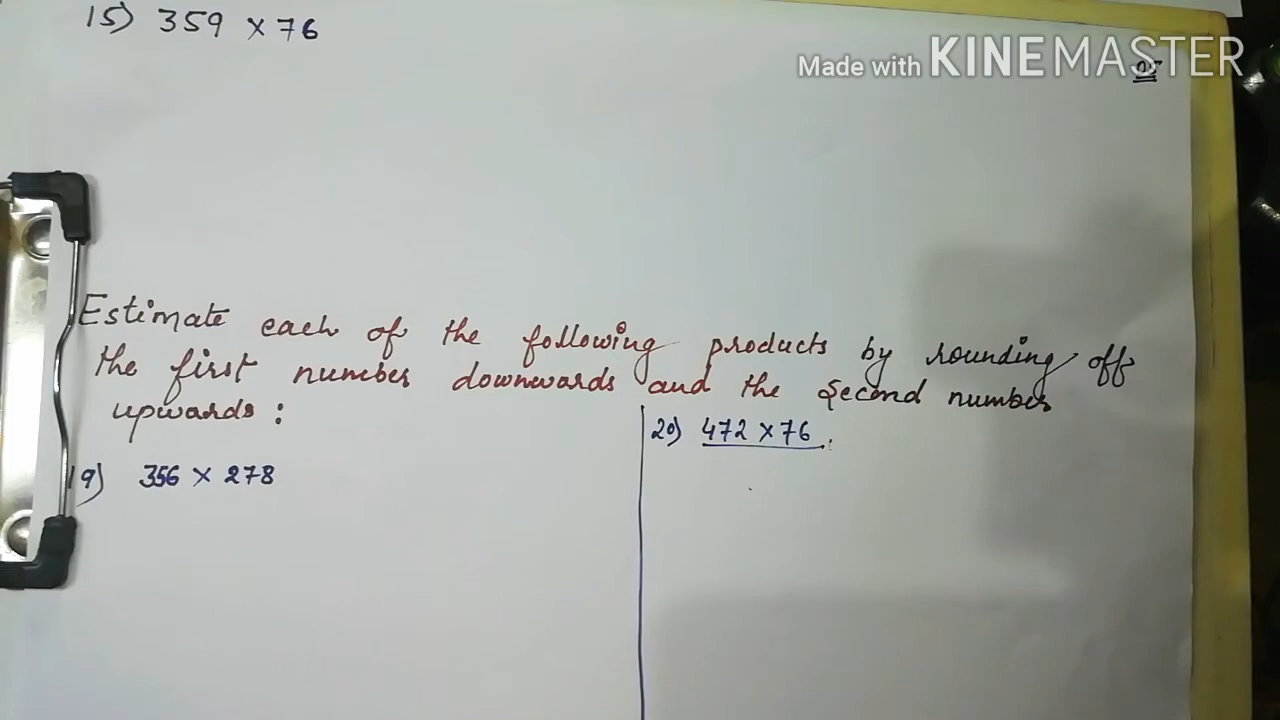 15) 359 × 76
Made with KINEMASTER
Estimate each of the following products by rounding off
the first number downwards and the second number
upwards :
19) 356 × 278
20) 472 × 76